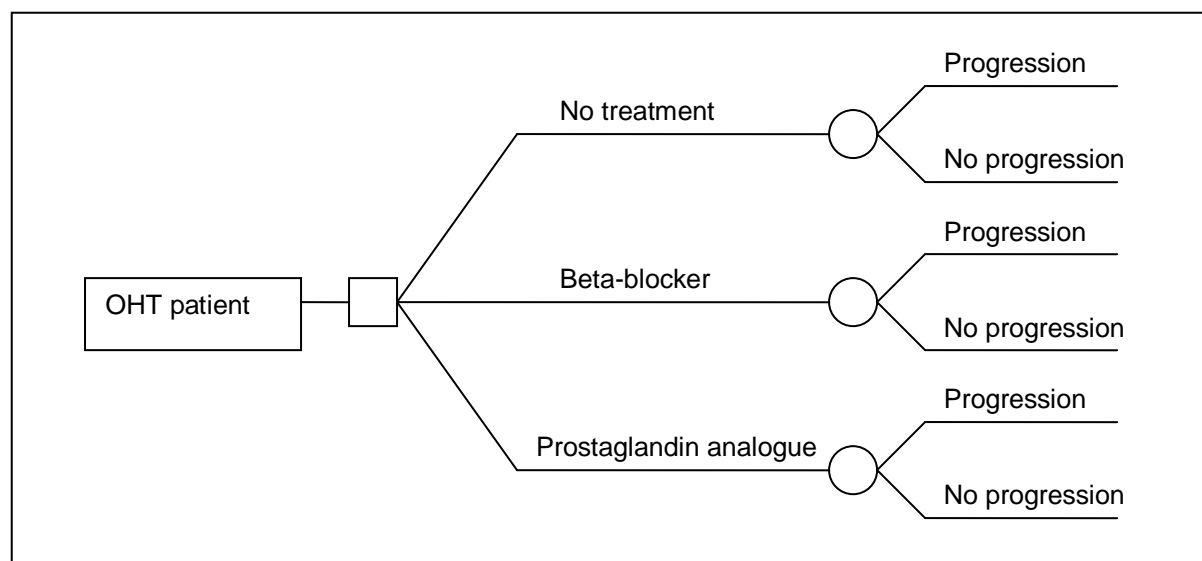 Progression
No treatment
No progression
Progression
OHT patient
Beta-blocker
No progression
Progression
Prostaglandin analogue
No progression